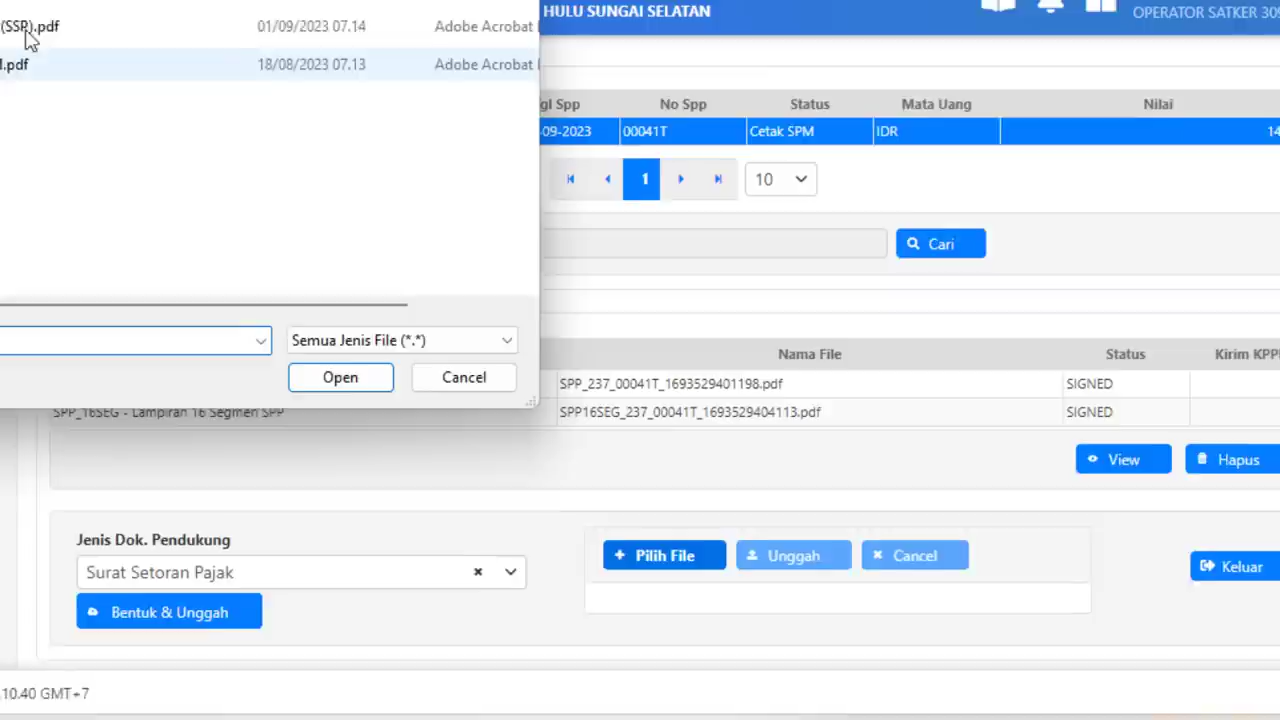 (SSP).pdf 01/09/2023 07.14 Adobe Acrobat
.pdf 18/08/2023 07.13 Adobe Acrobat
Semua Jenis File (*.*)
Open Cancel
HULU SUNGAI SELATAN
OPERATOR SATKER 309
gl Spp No Spp Status Mata Uang Nilai
-09-2023 00041T Cetak SPM IDR 14
1 10
Cari
Nama File Status Kirim KPP
SPP_237_00041T_1693529401198.pdf SIGNED
SPP_16SEG - Lampiran 16 Segmen SPP SPP16SEG_237_00041T_1693529404113.pdf SIGNED
View Hapus
Jenis Dok. Pendukung
Surat Setoran Pajak
Bentuk & Unggah
Pilih File Unggah Cancel
Keluar
10.40 GMT+7